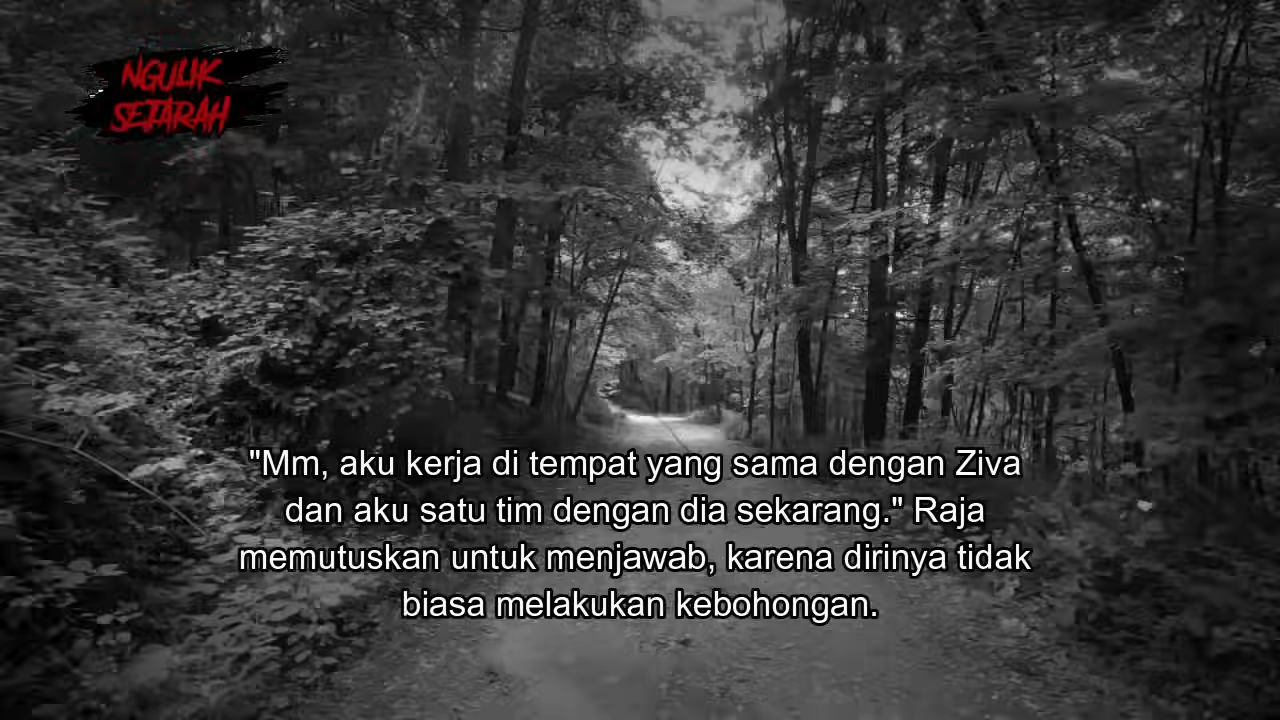 NGULIK
SEJARAH
"Mm, aku kerja di tempat yang sama dengan Ziva
dan aku satu tim dengan dia sekarang." Raja
memutuskan untuk menjawab, karena dirinya tidak
biasa melakukan kebohongan.